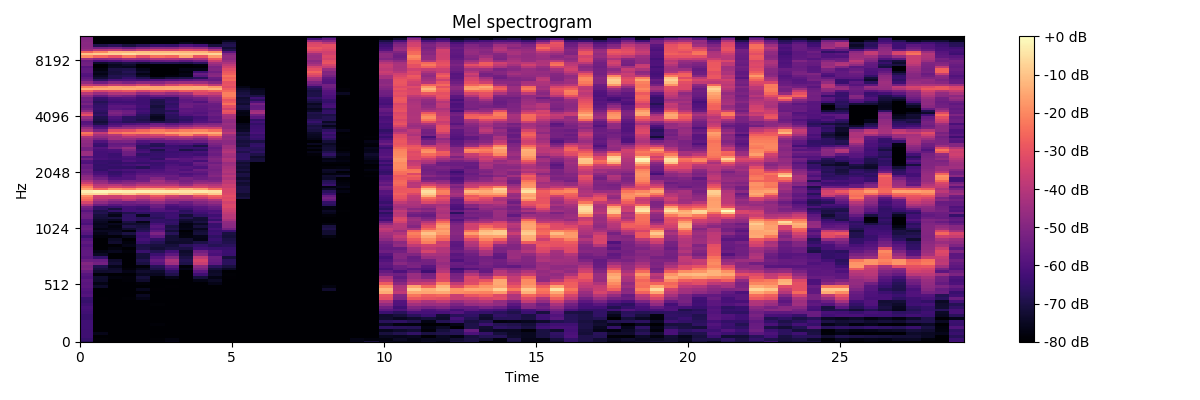 Mel spectrogram
Hz
8192
4096
2048
1024
512
0
0 5 10 15 20 25
Time
+0 dB
-10 dB
-20 dB
-30 dB
-40 dB
-50 dB
-60 dB
-70 dB
-80 dB